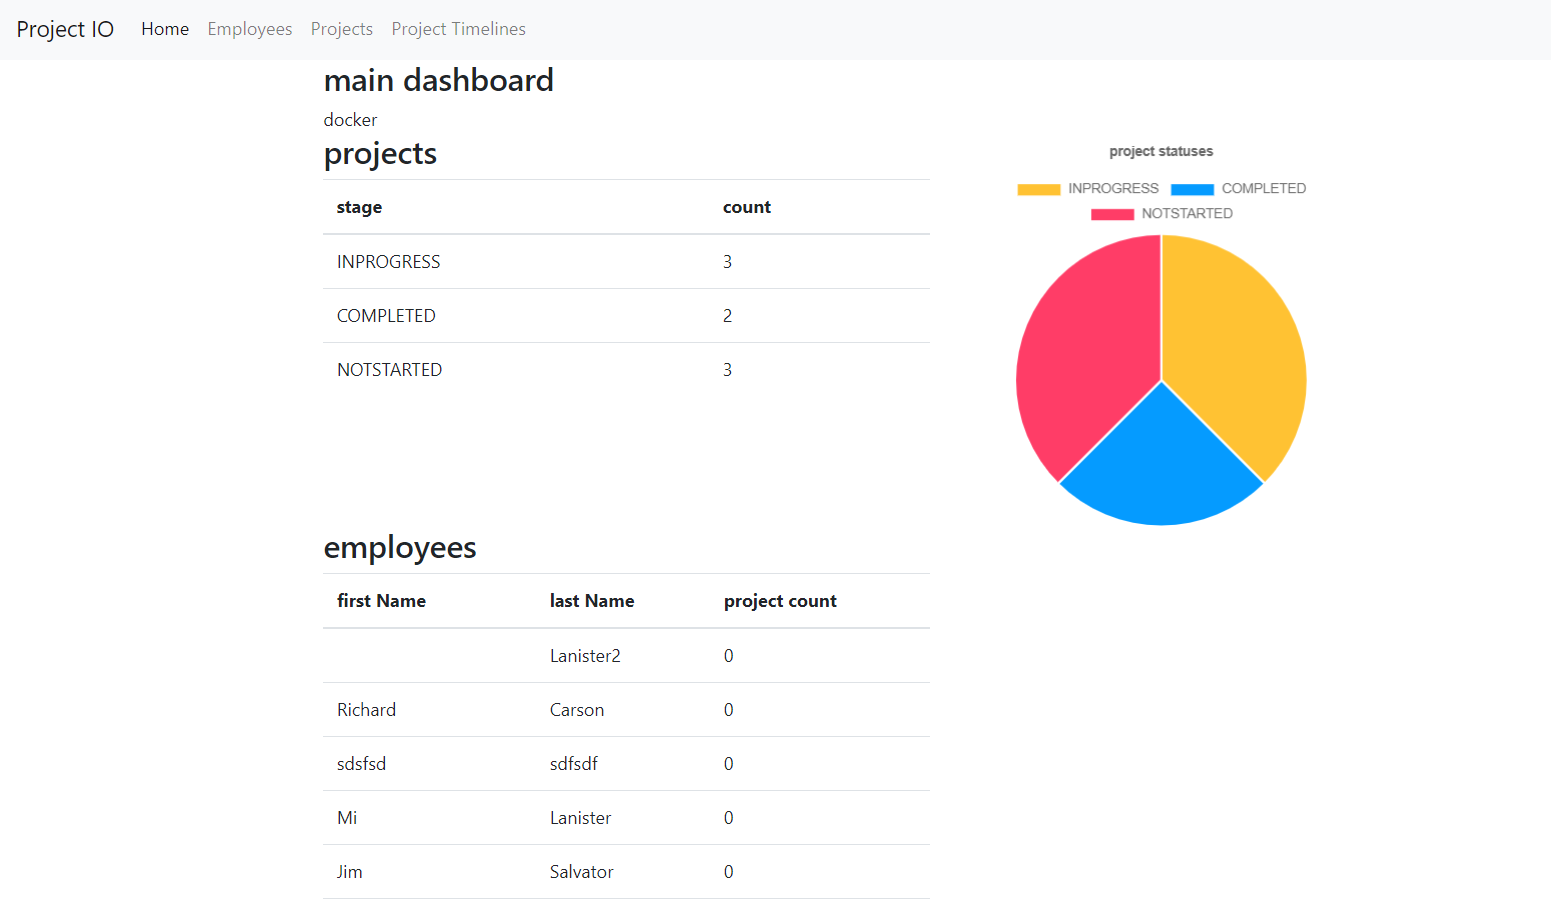 Project IO Home Employees Projects Project Timelines
main dashboard
docker
projects
stage count
INPROGRESS 3
COMPLETED 2
NOTSTARTED 3
project statuses
INPROGRESS COMPLETED
NOTSTARTED
employees
first Name last Name project count
Lanister2 0
Richard Carson 0
sdsfsd sdfsdf 0
Mi Lanister 0
Jim Salvator 0